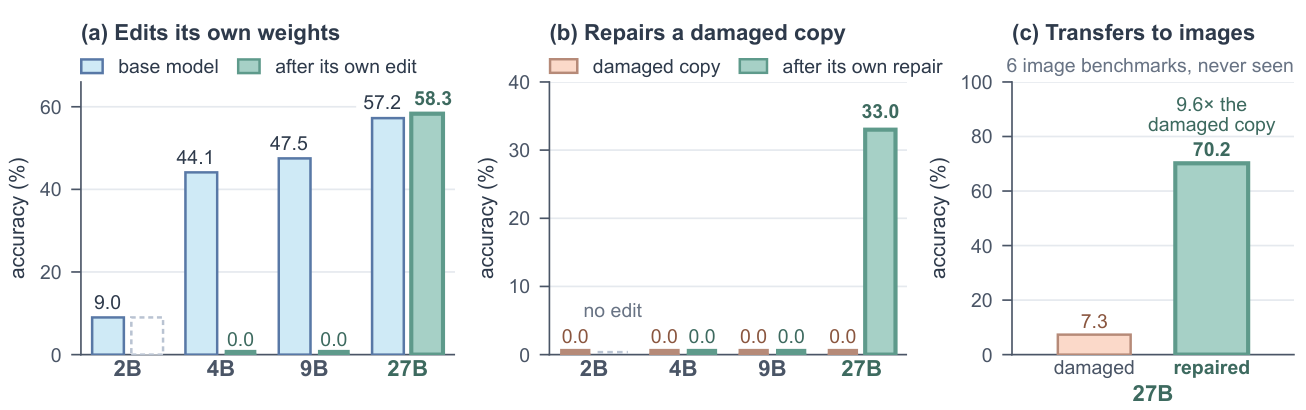 (a) Edits its own weights
base model
after its own edit
accuracy (%)
60
40
20
0
9.0
44.1
0.0
47.5
0.0
57.2
58.3
2B
4B
9B
27B
(b) Repairs a damaged copy
damaged copy
after its own repair
accuracy (%)
40
30
20
10
0
no edit
0.0
0.0
0.0
0.0
0.0
0.0
33.0
2B
4B
9B
27B
(c) Transfers to images
6 image benchmarks, never seen
accuracy (%)
100
80
60
40
20
0
9.6× the
damaged copy
70.2
7.3
damaged
repaired
27B